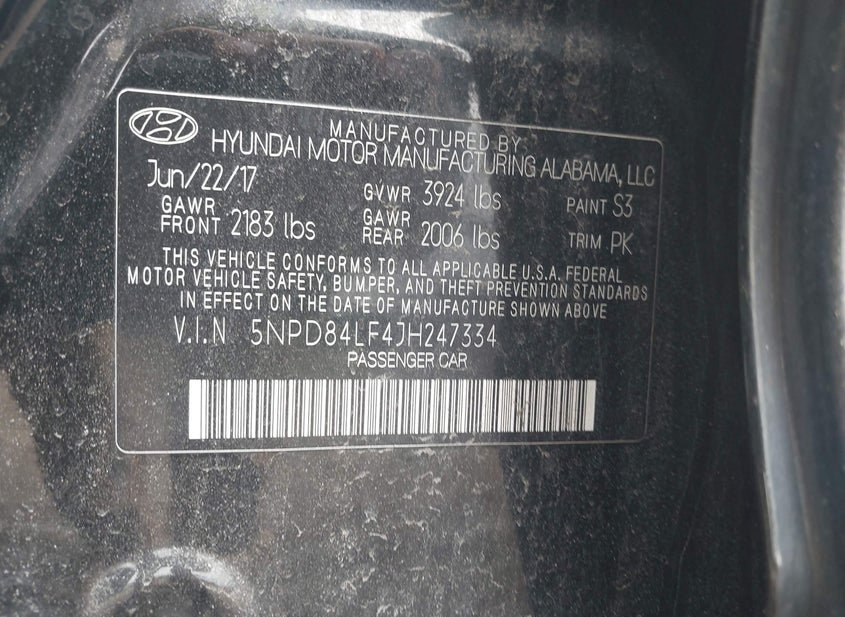 MANUFACTURED BY
HYUNDAI MOTOR MANUFACTURING ALABAMA, LLC
Jun/22/17 GVWR 3924 lbs PAINT S3
GAWR FRONT 2183 lbs GAWR REAR 2006 lbs TRIM PK
THIS VEHICLE CONFORMS TO ALL APPLICABLE U.S.A. FEDERAL
MOTOR VEHICLE SAFETY, BUMPER, AND THEFT PREVENTION STANDARDS
IN EFFECT ON THE DATE OF MANUFACTURE SHOWN ABOVE
V.I.N 5NPD84LF4JH247334
PASSENGER CAR